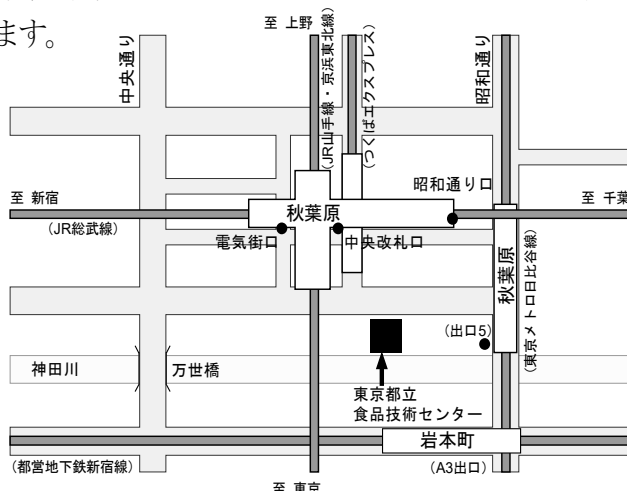 ます。
至 上野
中央通り
(JR山手線・京浜東北線)
(つくばエクスプレス)
昭和通り
昭和通り口
至 新宿
至 千葉
(JR総武線)
秋葉原
電気街口
中央改札口
秋葉原
(東京メトロ日比谷線)
(出口5)
神田川
万世橋
東京都立
食品技術センター
岩本町
(都営地下鉄新宿線)
(A3出口)
至 東京